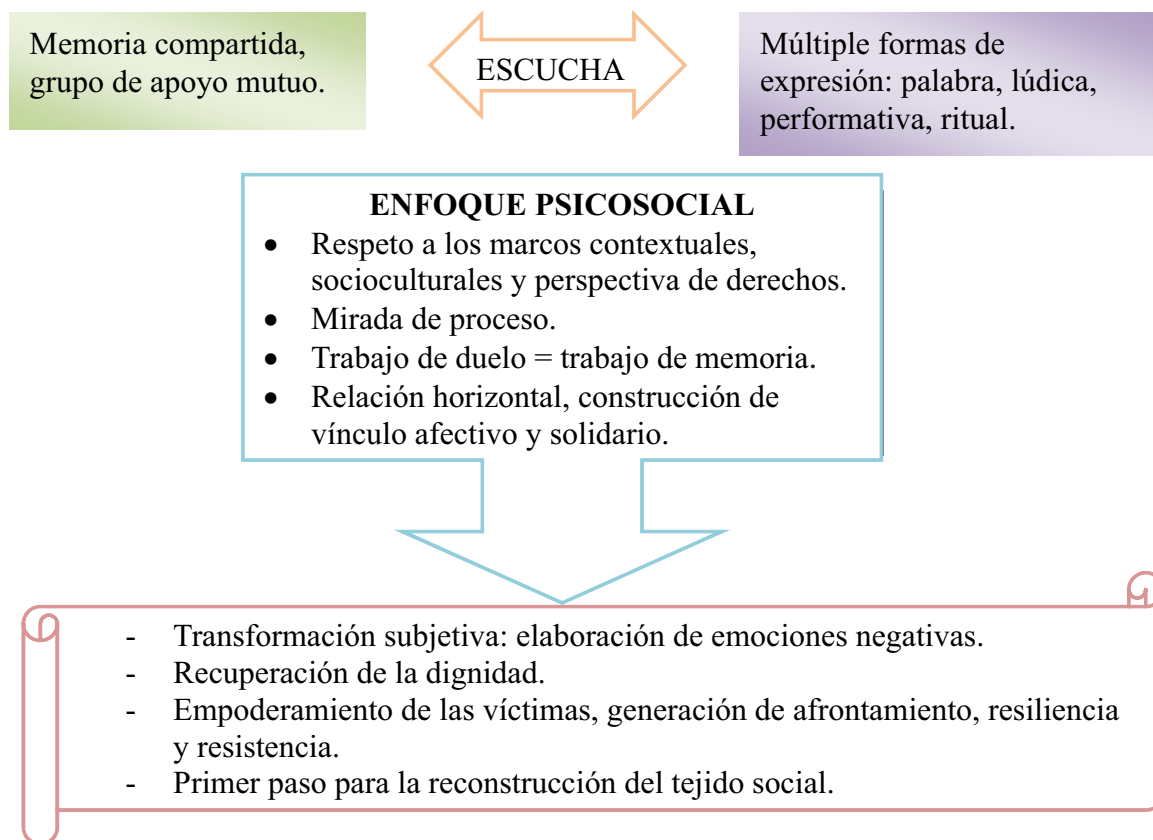 Memoria compartida,
grupo de apoyo mutuo.
ESCUCHA
Múltiple formas de
expresión: palabra, lúdica,
performativa, ritual.
ENFOQUE PSICOSOCIAL
• Respeto a los marcos contextuales,
socioculturales y perspectiva de derechos.
• Mirada de proceso.
• Trabajo de duelo = trabajo de memoria.
• Relación horizontal, construcción de
vínculo afectivo y solidario.
- Transformación subjetiva: elaboración de emociones negativas.
- Recuperación de la dignidad.
- Empoderamiento de las víctimas, generación de afrontamiento, resiliencia
y resistencia.
- Primer paso para la reconstrucción del tejido social.